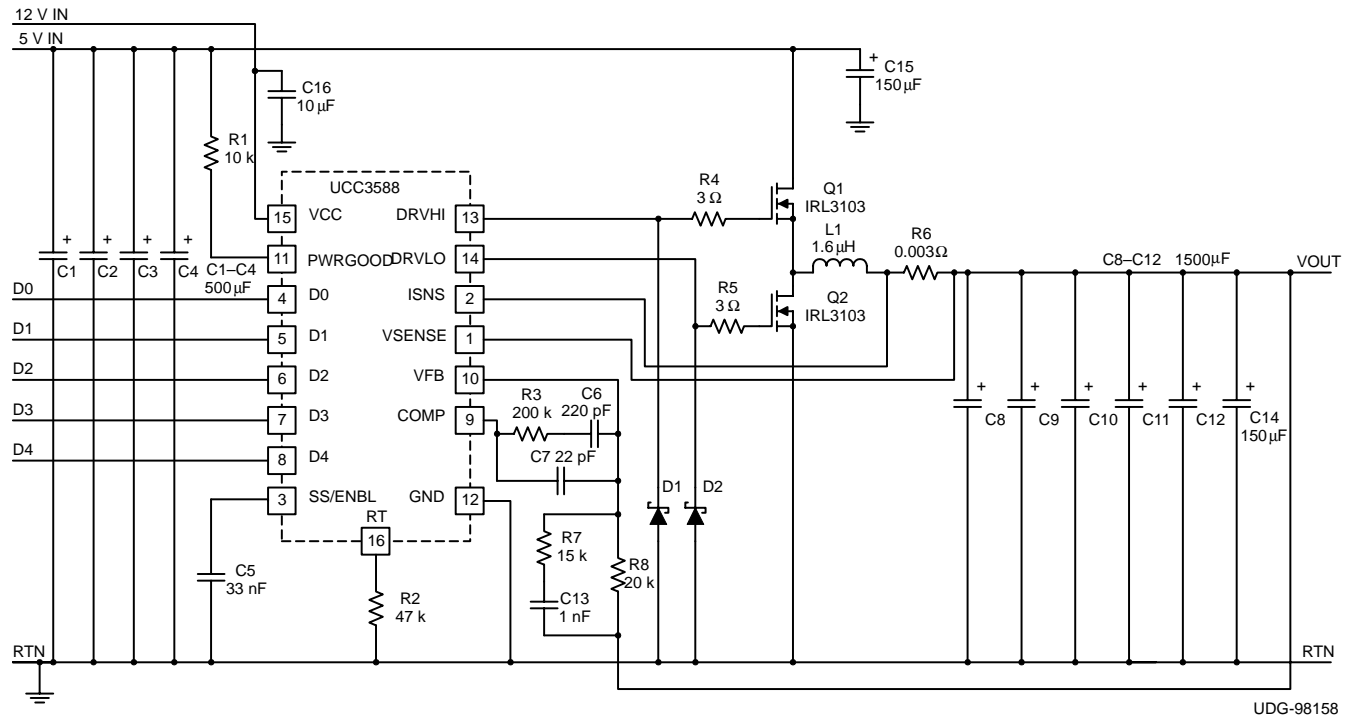 12 V IN
5 V IN
C16
10 µF
+ C15
150 µF
R1
10 k
UCC3588
15 VCC
DRVHI 13
11 PWRGOOD
DRVLO 14
4 D0
ISNS 2
5 D1
VSENSE 1
6 D2
VFB 10
7 D3
COMP 9
8 D4
3 SS/ENBL
GND 12
RT
16
+ + + +
C1 C2 C3 C4
C1–C4
500 µF
D0
D1
D2
D3
D4
R4
3 Ω
Q1
IRL3103
L1
1.6 µH
R6
0.003 Ω
C8–C12 1500 µF
VOUT
R5
3 Ω
Q2
IRL3103
R3
200 k
C6
220 pF
C7 22 pF
+ + + + + +
C8 C9 C10 C11 C12 C14
150 µF
D1 D2
R7
15 k
R8
20 k
C13
1 nF
C5
33 nF
R2
47 k
RTN
RTN
UDG-98158